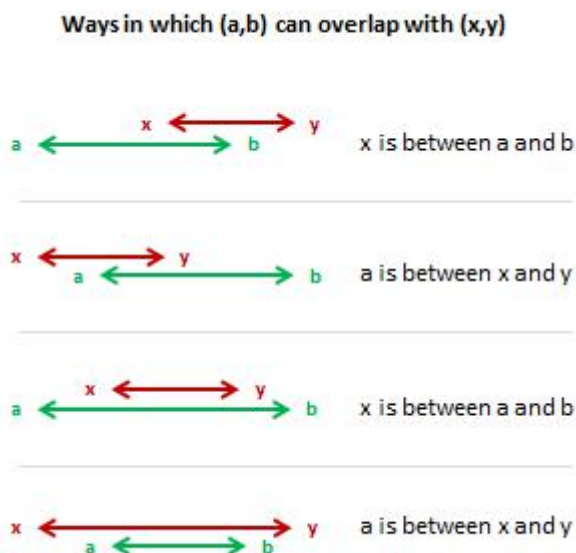 Ways in which (a,b) can overlap with (x,y)
x y
a b x is between a and b
x y
a b a is between x and y
x y
a b x is between a and b
x y a is between x and y
a b